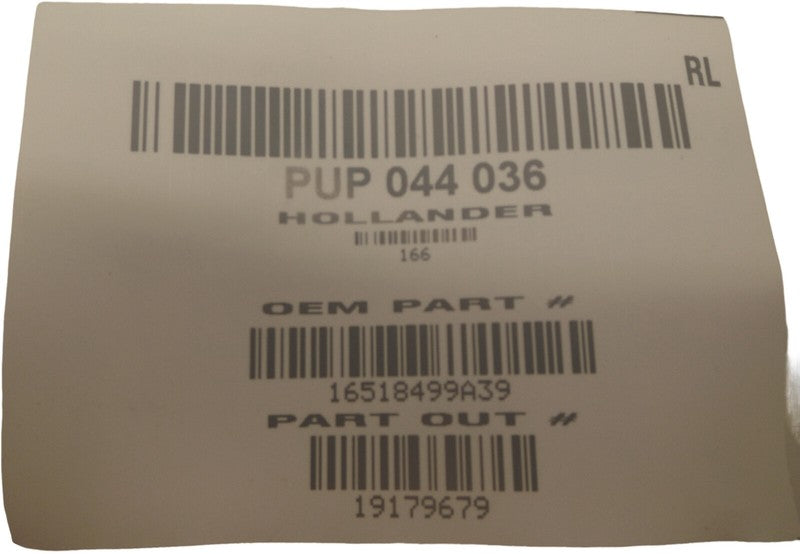 RL
PUP 044 036
HOLLANDER
166
OEM PART #
16518499A39
PART OUT #
19179679